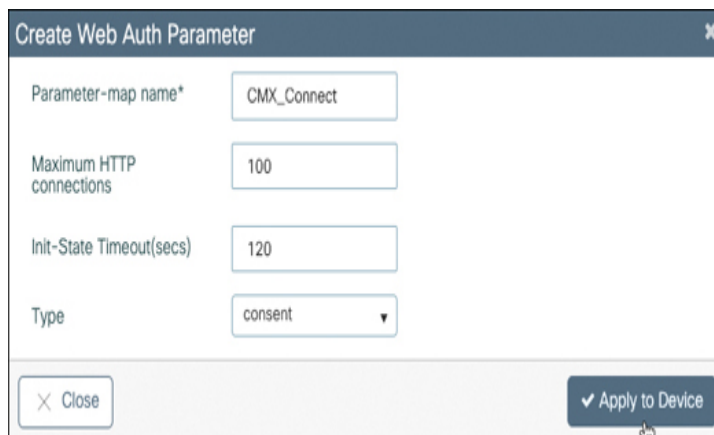 Create Web Auth Parameter
Parameter-map name*
CMX_Connect
Maximum HTTP
connections
100
Init-State Timeout(secs)
120
Type
consent
Close
Apply to Device